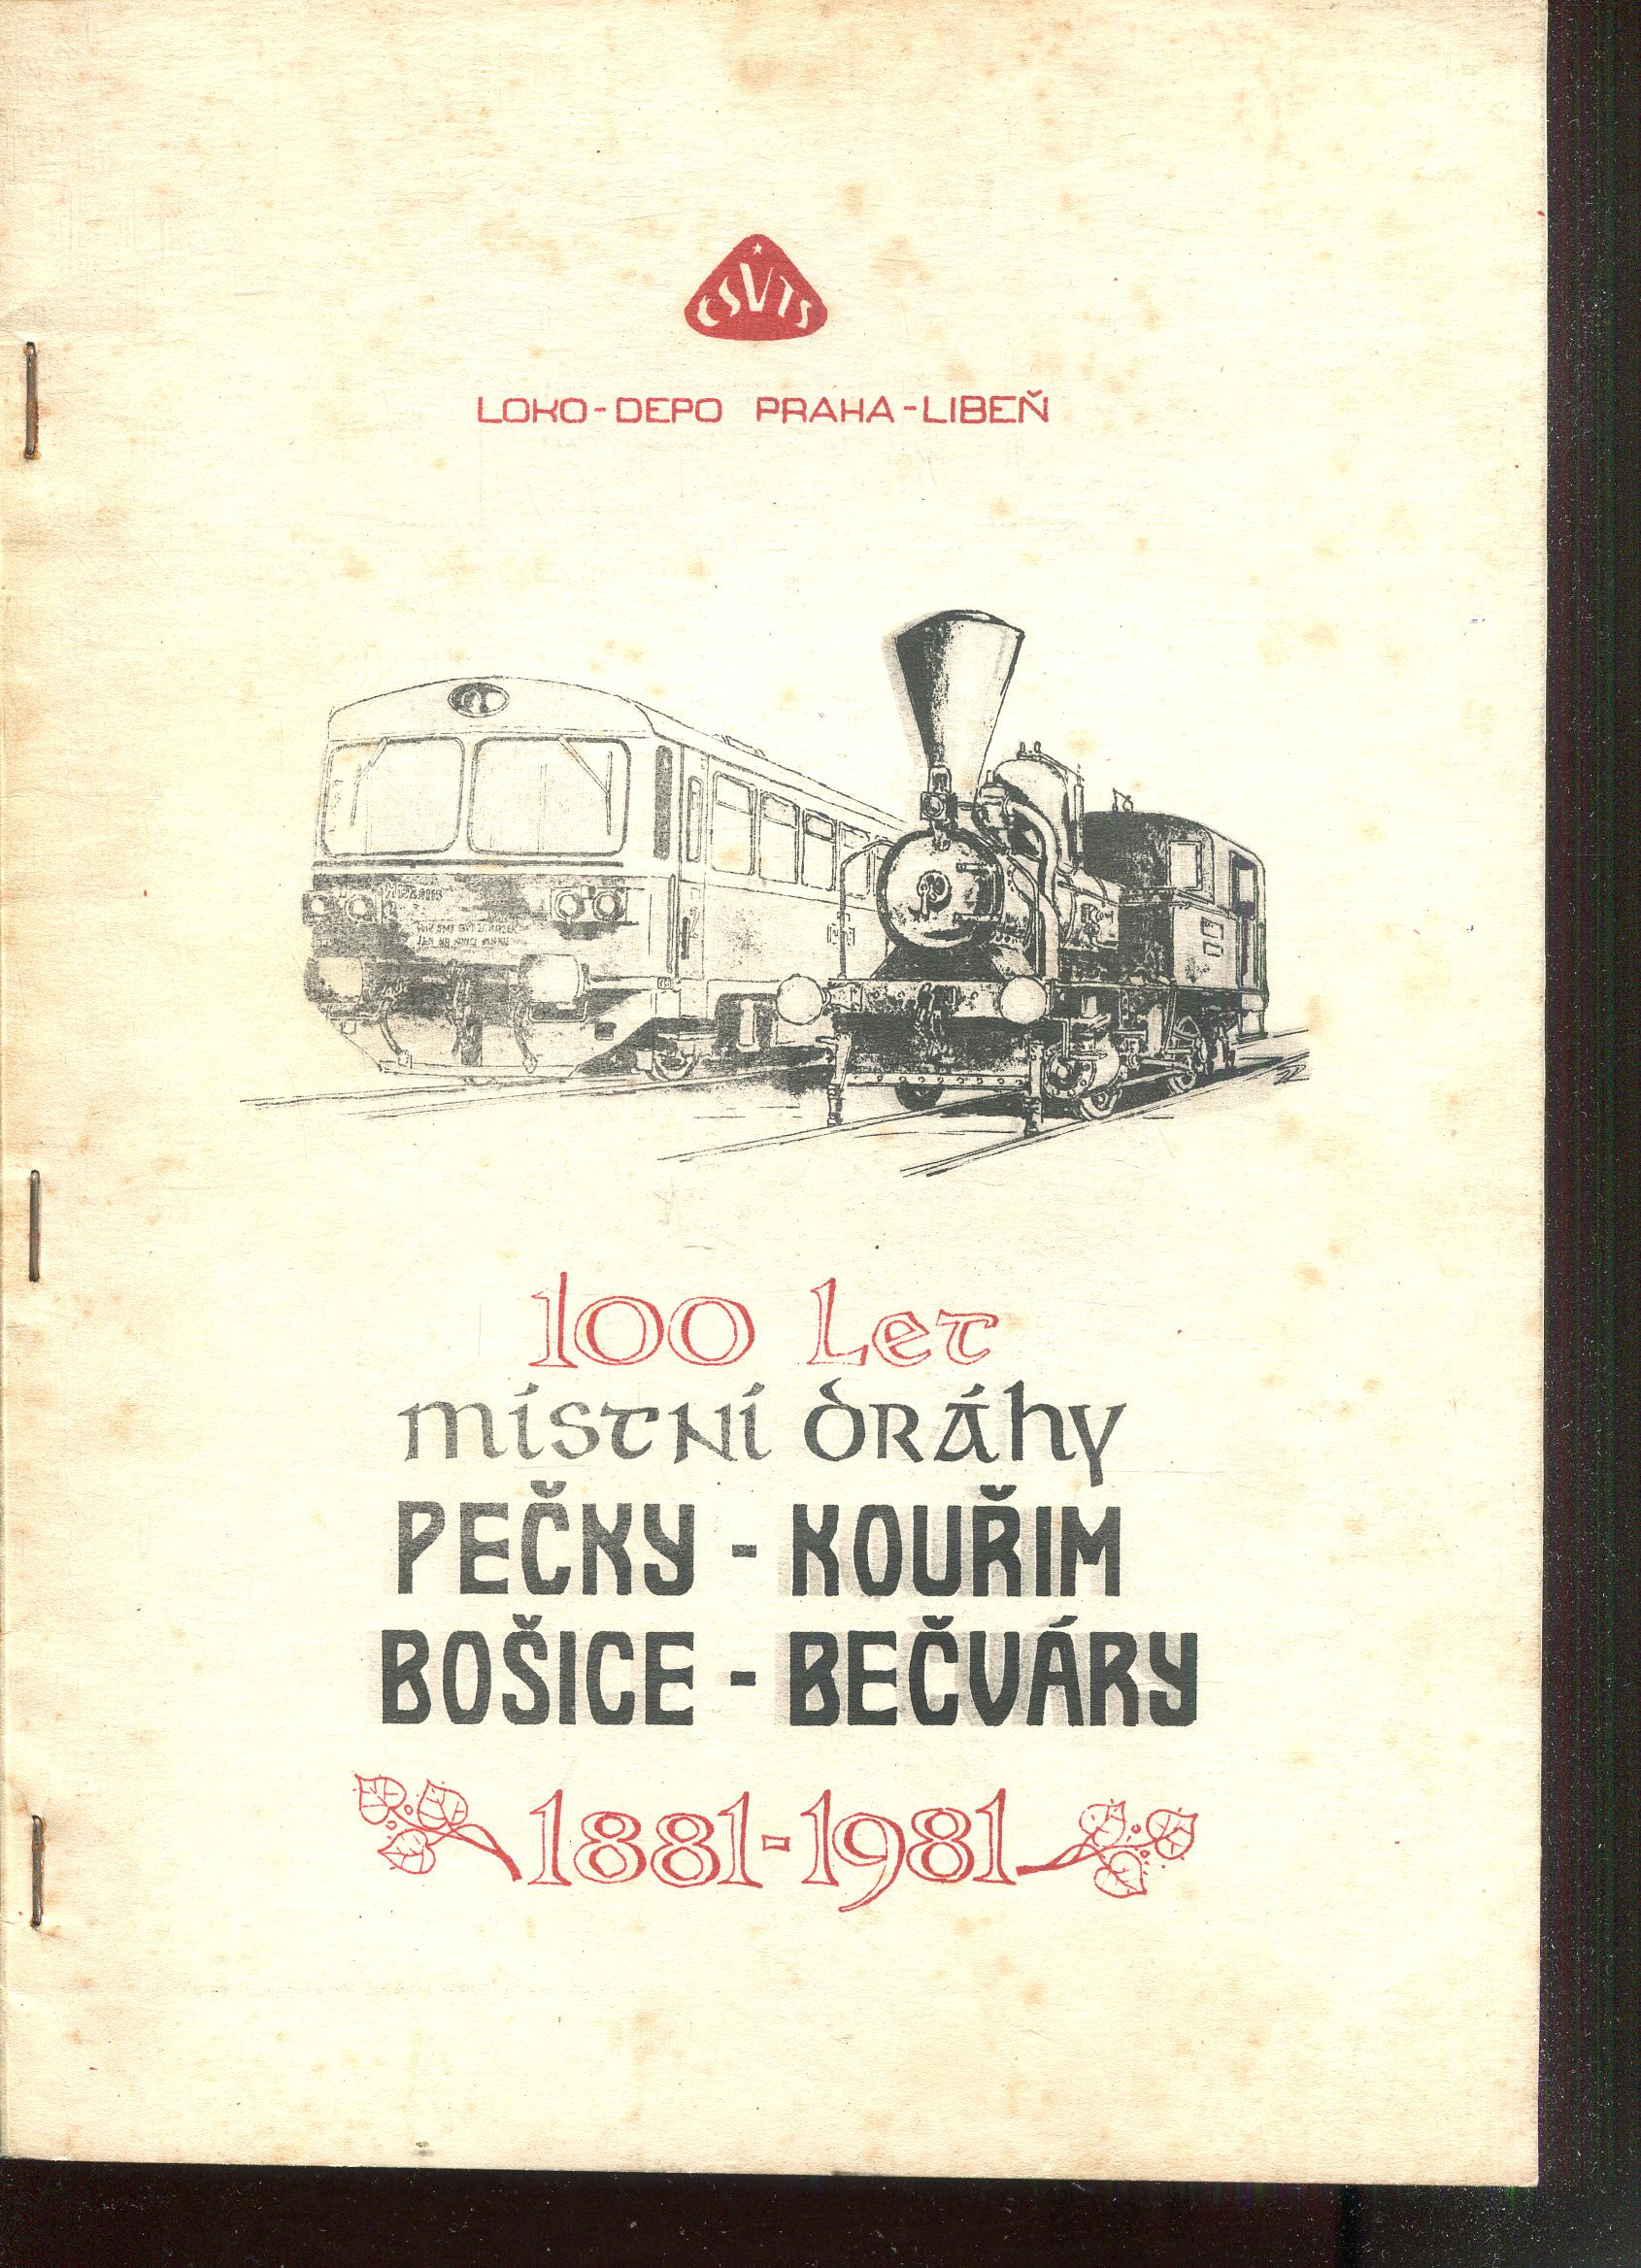 ČSVTS
LOKO-DEPO PRAHA-LIBEŇ
100 Let
místní dráhy
PEČKY - KOUŘIM
BOŠICE - BEČVÁRY
1881-1981